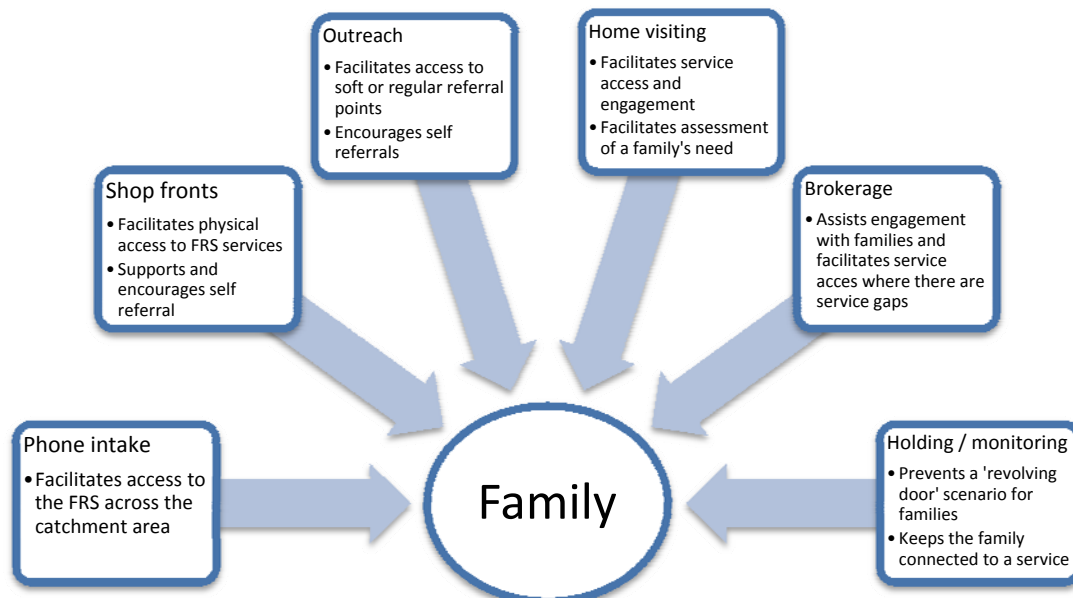 Outreach
• Facilitates access to
soft or regular referral
points
• Encourages self
referrals
Home visiting
• Facilitates service
access and
engagement
• Facilitates assessment
of a family's need
Shop fronts
• Facilitates physical
access to FRS services
• Supports and
encourages self
referral
Brokerage
• Assists engagement
with families and
facilitates service
acces where there are
service gaps
Phone intake
• Facilitates access to
the FRS across the
catchment area
Family
Holding / monitoring
• Prevents a 'revolving
door' scenario for
families
• Keeps the family
connected to a service